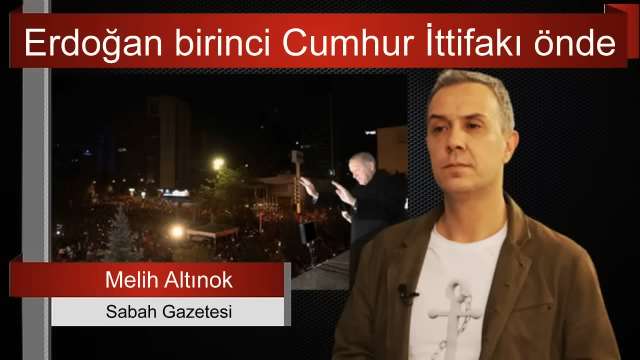 Erdoğan birinci Cumhur İttifakı önde
Melih Altınok
Sabah Gazetesi